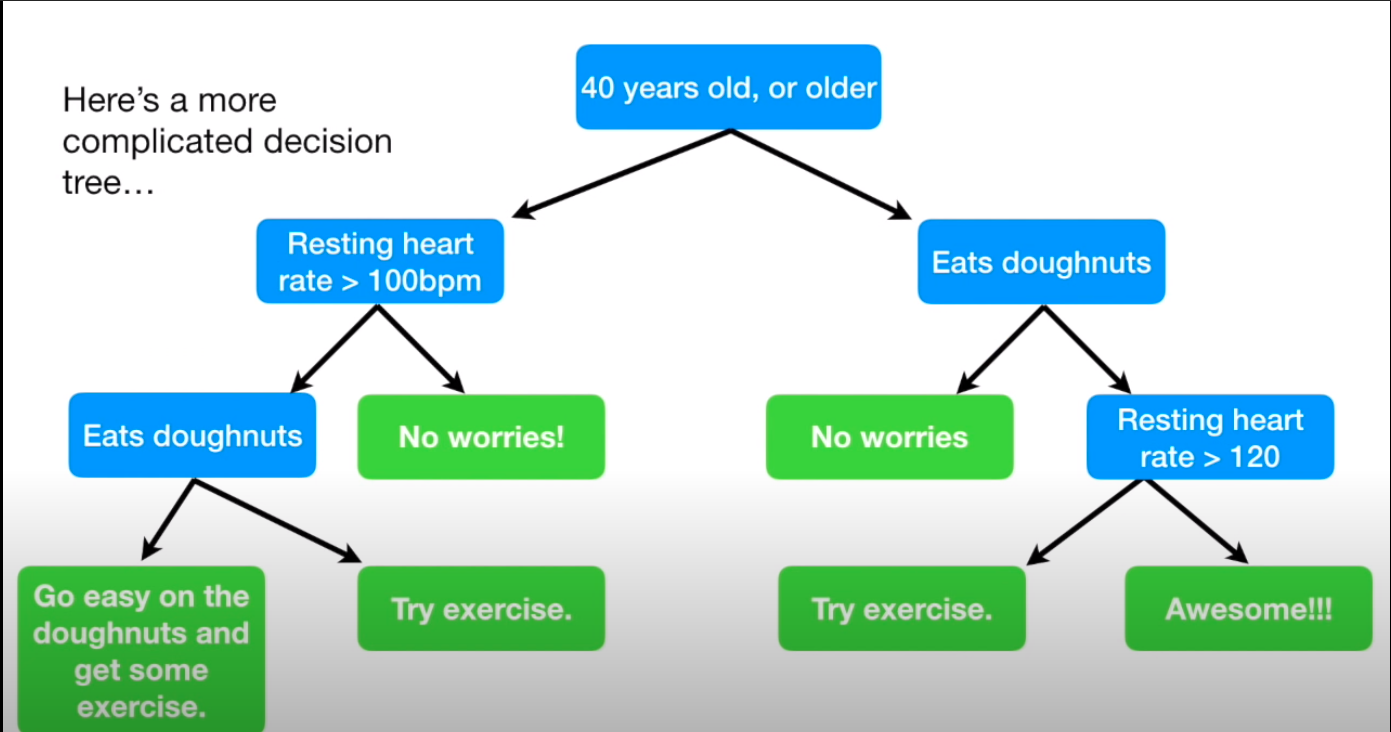 Here's a more
complicated decision
tree...
40 years old, or older
Resting heart
rate > 100bpm
Eats doughnuts
Eats doughnuts
No worries!
No worries
Resting heart
rate > 120
Go easy on the
doughnuts and
get some
exercise.
Try exercise.
Try exercise.
Awesome!!!